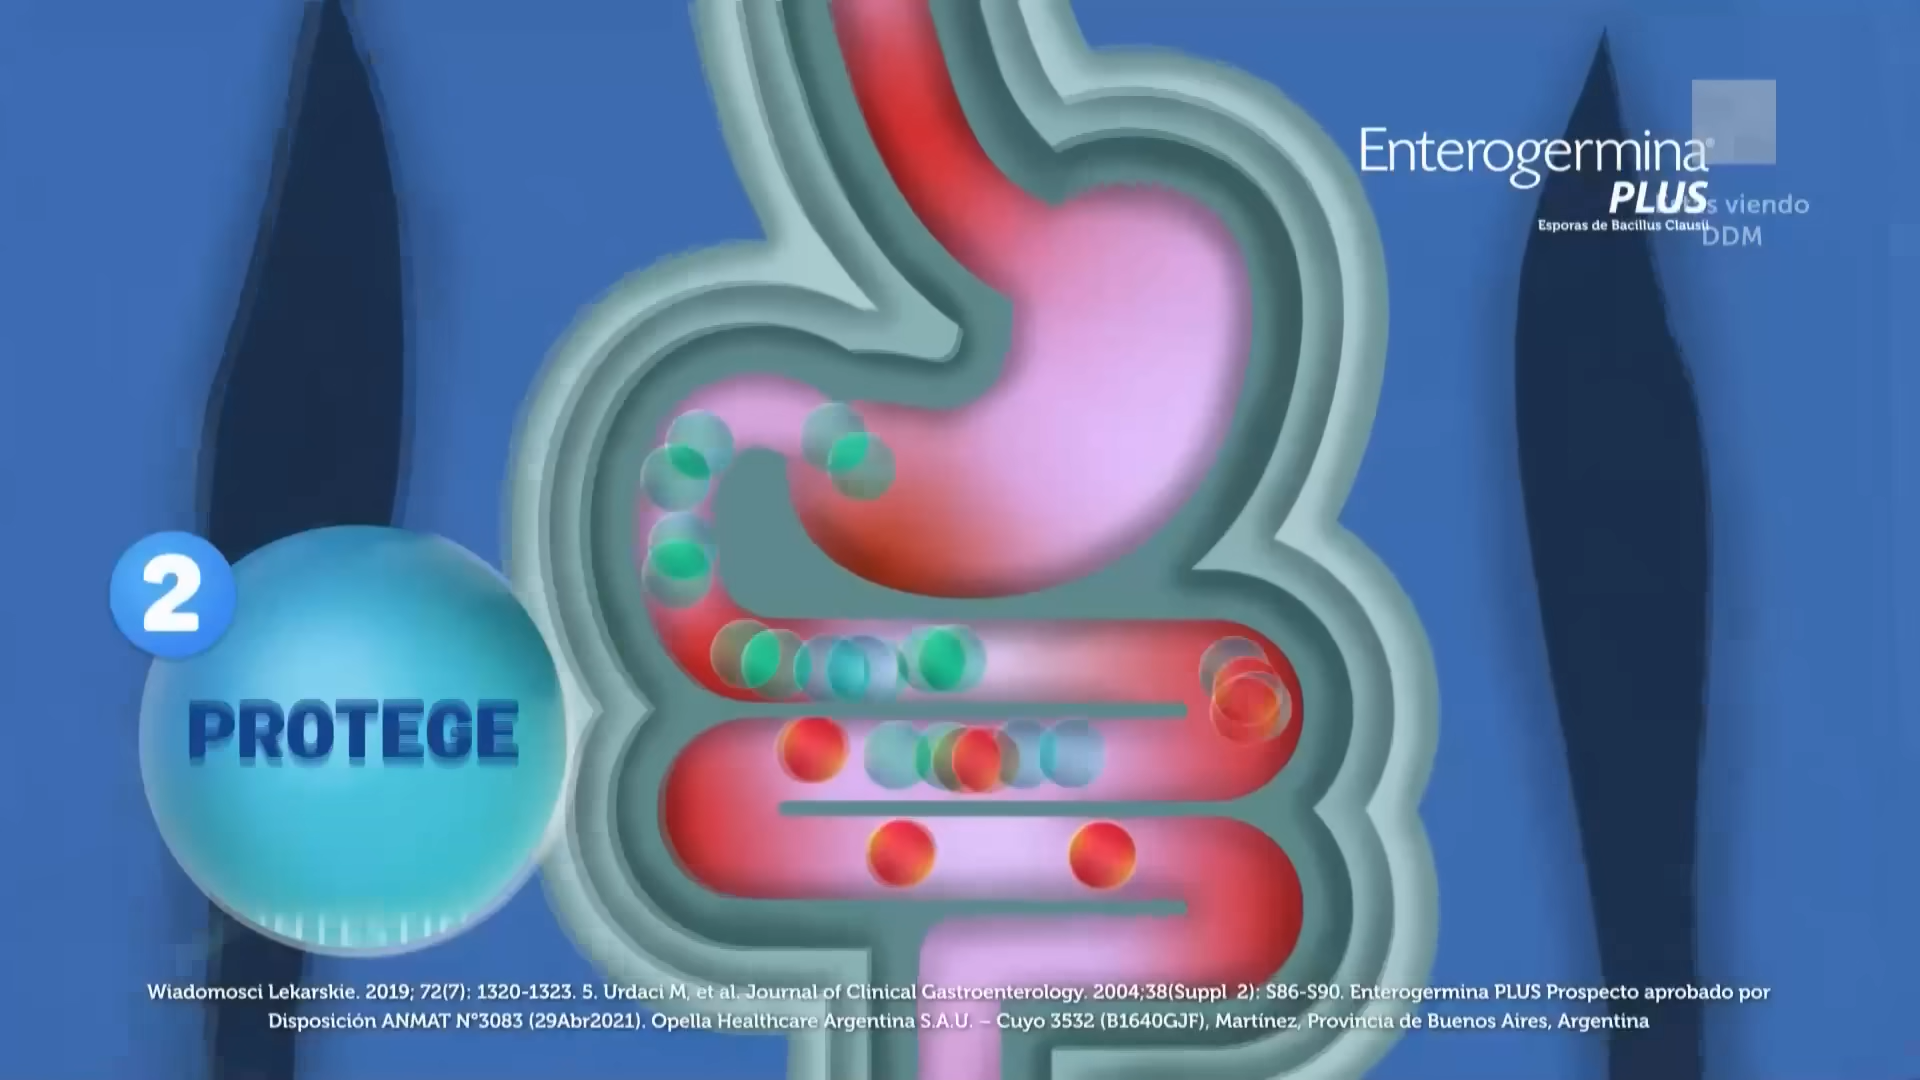 Enterogermina
PLUS
Esporas de Bacillus Clausii
viendo
DDM
2
PROTEGE
Wiadomosci Lekarskie. 2019; 72(7): 1320-1323. 5. Urdaci M, et al. Journal of Clinical Gastroenterology. 2004;38(Suppl 2): S86-S90. Enterogermina PLUS Prospecto aprobado por
Disposición ANMAT N°3083 (29Abr2021). Opella Healthcare Argentina S.A.U. – Cuyo 3532 (B1640GJF), Martínez, Provincia de Buenos Aires, Argentina